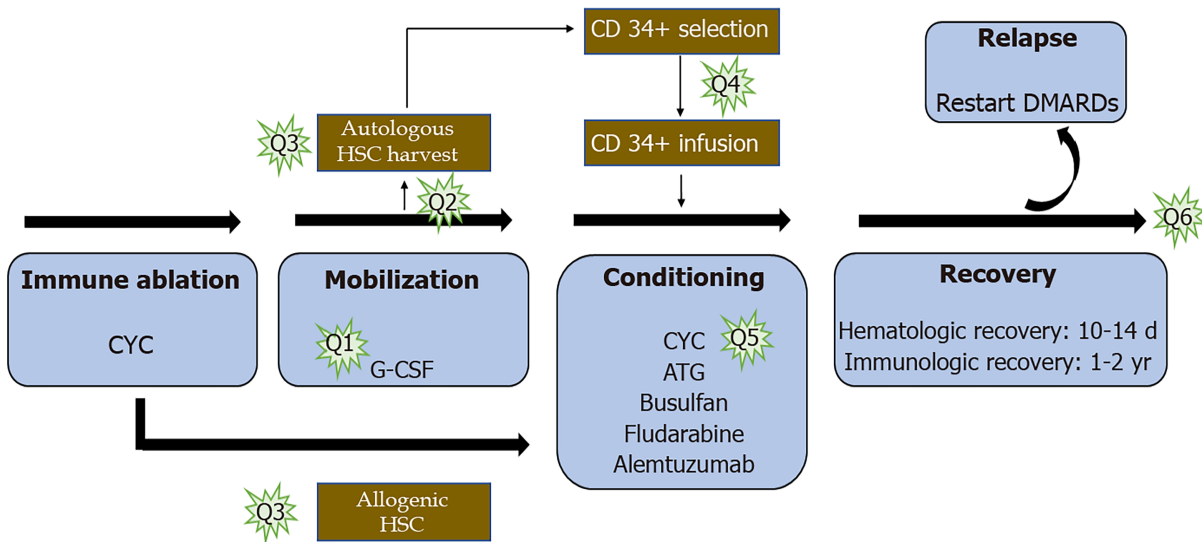 CD 34+ selection
Q4
CD 34+ infusion
Relapse
Restart DMARDs
Q3
Autologous
HSC harvest
Q2
Q6
Immune ablation
CYC
Mobilization
Q1
G-CSF
Conditioning
CYC
Q5
ATG
Busulfan
Fludarabine
Alemtuzumab
Recovery
Hematologic recovery: 10-14 d
Immunologic recovery: 1-2 yr
Q3
Allogenic
HSC